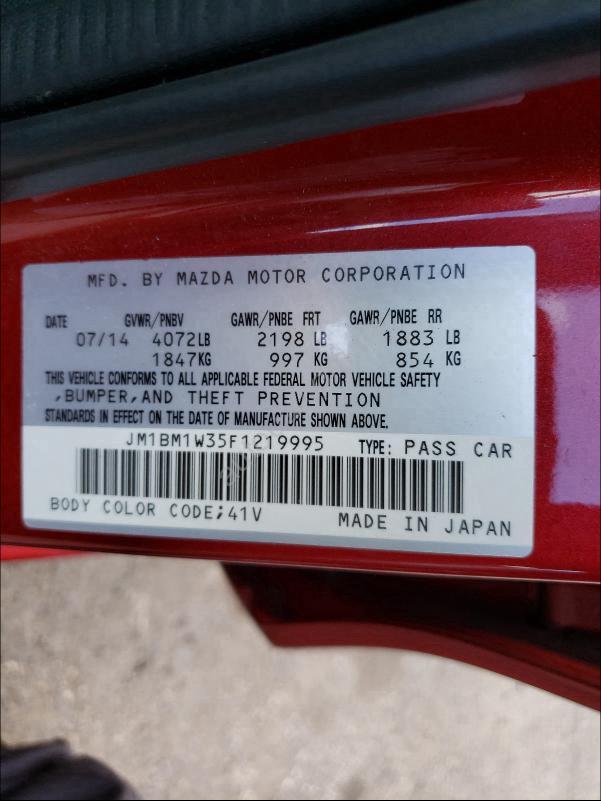 MFD. BY MAZDA MOTOR CORPORATION
DATE GVWR/PNBV GAWR/PNBE FRT GAWR/PNBE RR
07/14 4072LB 2198 LB 1883 LB
1847KG 997 KG 854 KG
THIS VEHICLE CONFORMS TO ALL APPLICABLE FEDERAL MOTOR VEHICLE SAFETY
,BUMPER,AND THEFT PREVENTION
STANDARDS IN EFFECT ON THE DATE OF MANUFACTURE SHOWN ABOVE.
JM1BM1W35F1219995 TYPE: PASS CAR
BODY COLOR CODE;41V MADE IN JAPAN